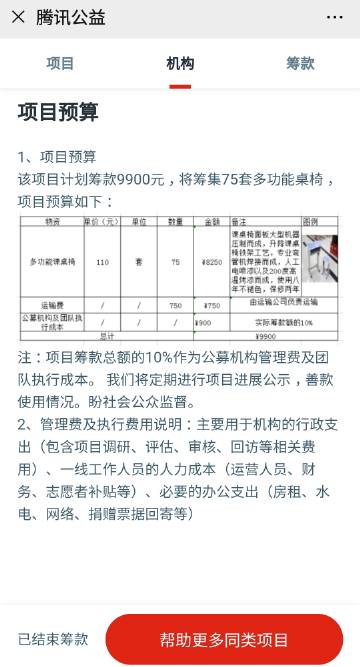 腾讯公益
项目 机构 筹款
项目预算
1、项目预算
该项目计划筹款9900元，将筹集75套多功能桌椅，
项目预算如下：
物资 单价（元） 单位 数量 金额 备注 图例
多功能课桌椅 110 套 75 ¥8250 课桌椅面板大型机器
压制而成，升降课桌
椅铁架工艺，专业弯
管机焊接而成，人工
电喷漆以及200度高
温烤漆而成，使用八
年不褪色，保修两年
运输费 / / 750 ¥750 由运输公司负责运输
公募机构及团队执
行成本 / / / ¥900 实际筹款额的10%
总计 ¥9900
注：项目筹款总额的10%作为公募机构管理费及团
队执行成本。 我们将定期进行项目进展公示，善款
使用情况。盼社会公众监督。
2、管理费及执行费用说明：主要用于机构的行政支
出（包含项目调研、评估、审核、回访等相关费
用）、一线工作人员的人力成本（运营人员、财
务、志愿者补贴等）、必要的办公支出（房租、水
电、网络、捐赠票据回寄等）
已结束筹款 帮助更多同类项目